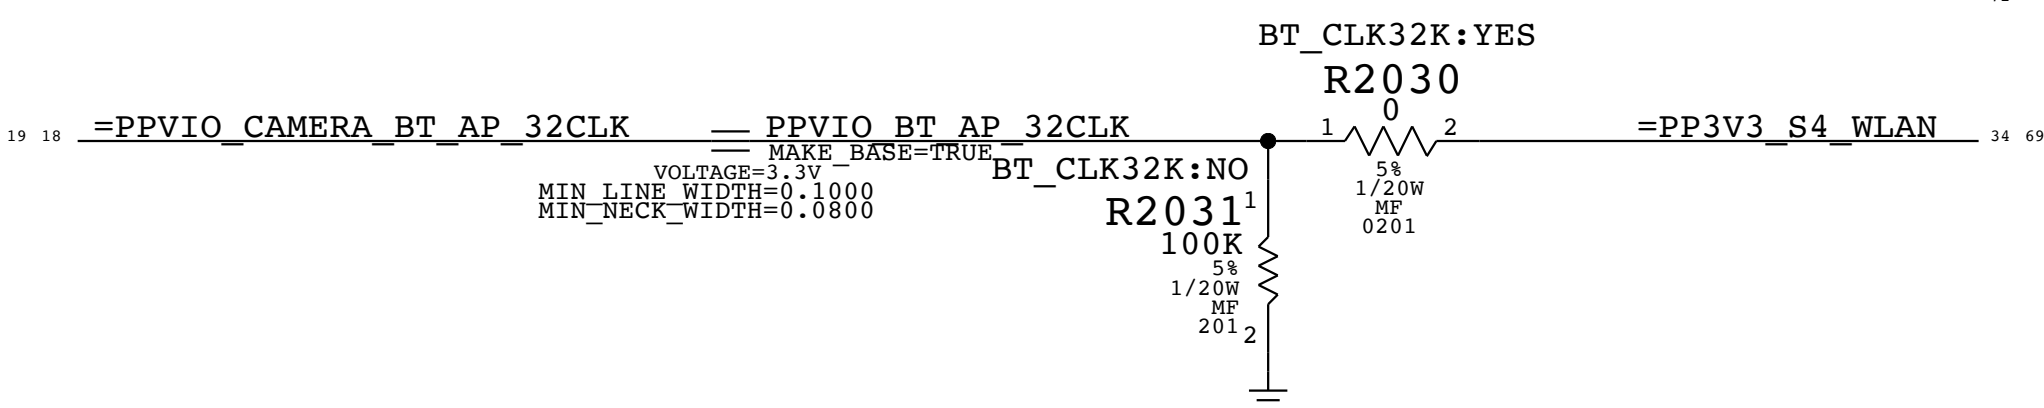 BT_CLK32K:YES
R2030
0
19 18 =PPVIO_CAMERA_BT_AP_32CLK PPVIO_BT_AP_32CLK 1 2 =PP3V3_S4_WLAN 34 69
MAKE_BASE=TRUE
VOLTAGE=3.3V
MIN_LINE_WIDTH=0.1000
MIN_NECK_WIDTH=0.0800
BT_CLK32K:NO
R2031
1
100K
5%
1/20W
MF
201
2
5%
1/20W
MF
0201